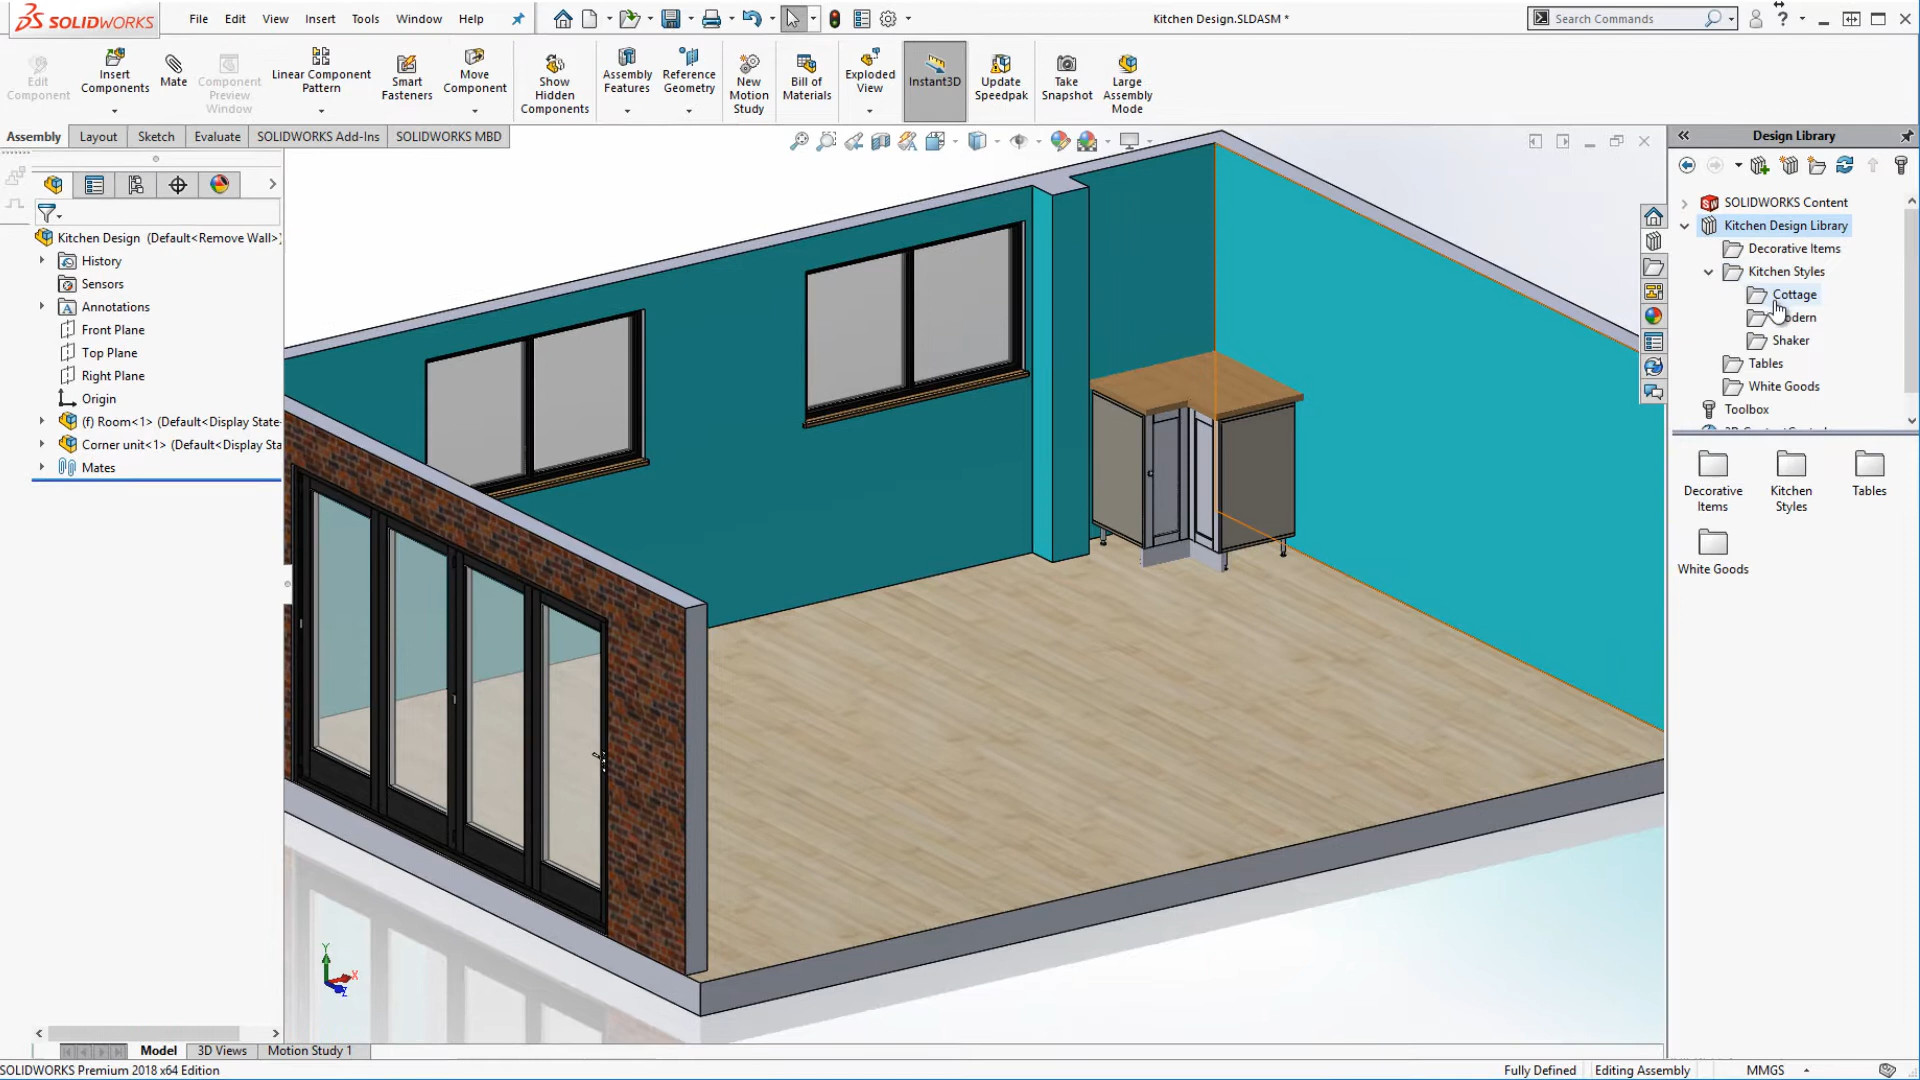 SOLIDWORKS File Edit View Insert Tools Window Help Kitchen Design.SLDASM * Search Commands ?
Edit Component
Insert Components
Mate
Component Preview Window
Linear Component Pattern
Smart Fasteners
Move Component
Show Hidden Components
Assembly Features
Reference Geometry
New Motion Study
Bill of Materials
Exploded View
Instant3D
Update Speedpak
Take Snapshot
Large Assembly Mode
Assembly Layout Sketch Evaluate SOLIDWORKS Add-Ins SOLIDWORKS MBD
Kitchen Design (Default<Remove Wall>
History
Sensors
Annotations
Front Plane
Top Plane
Right Plane
Origin
(f) Room<1> (Default<Display State-
Corner unit<1> (Default<Display Sta
Mates
Y
X
Z
Design Library
SOLIDWORKS Content
Kitchen Design Library
Decorative Items
Kitchen Styles
Cottage
odern
Shaker
Tables
White Goods
Toolbox
Decorative Items
Kitchen Styles
Tables
White Goods
Model 3D Views Motion Study 1
SOLIDWORKS Premium 2018 x64 Edition Fully Defined Editing Assembly MMGS